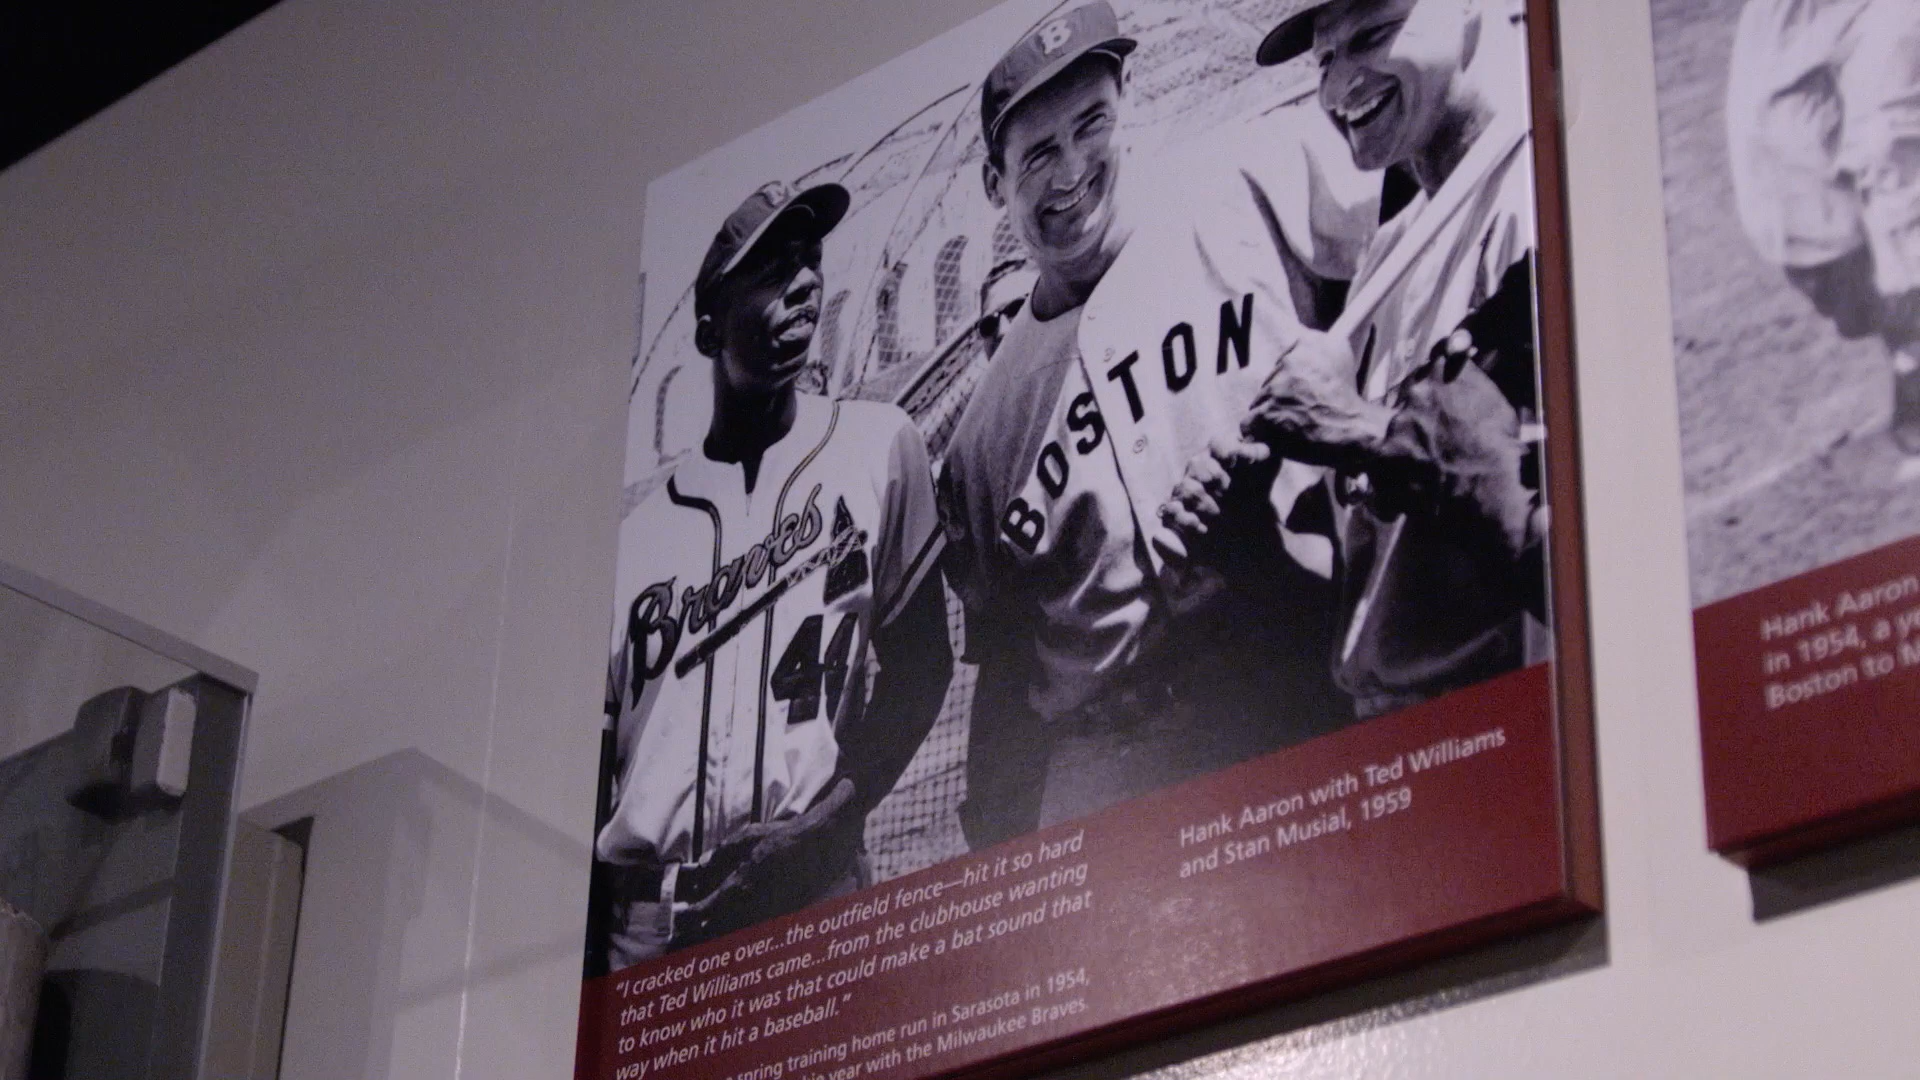 B
BOSTON
Braves
44
"I cracked one over...the outfield fence—hit it so hard
that Ted Williams came...from the clubhouse wanting
to know who it was that could make a bat sound that
way when it hit a baseball."
spring training home run in Sarasota in 1954,
year with the Milwaukee Braves.
Hank Aaron with Ted Williams
and Stan Musial, 1959
Hank Aaron
in 1954, a
Boston to